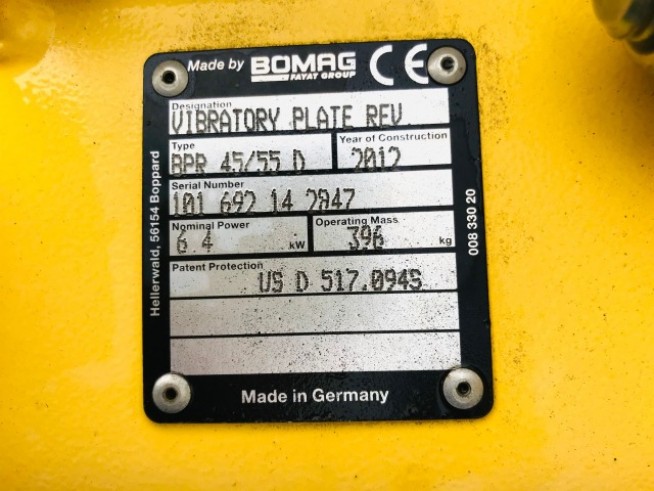 Made by BOMAG
FAYAT GROUP
CE
Designation
VIBRATORY PLATE REV.
Type
BPR 45/55 D
Year of Construction
2012
Serial Number
101 692 14 2847
Nominal Power
6.4 kW
Operating Mass
396 kg
Patent Protection
US D 517.094S
Made in Germany
Hellerwald, 56154 Boppard
008 330 20